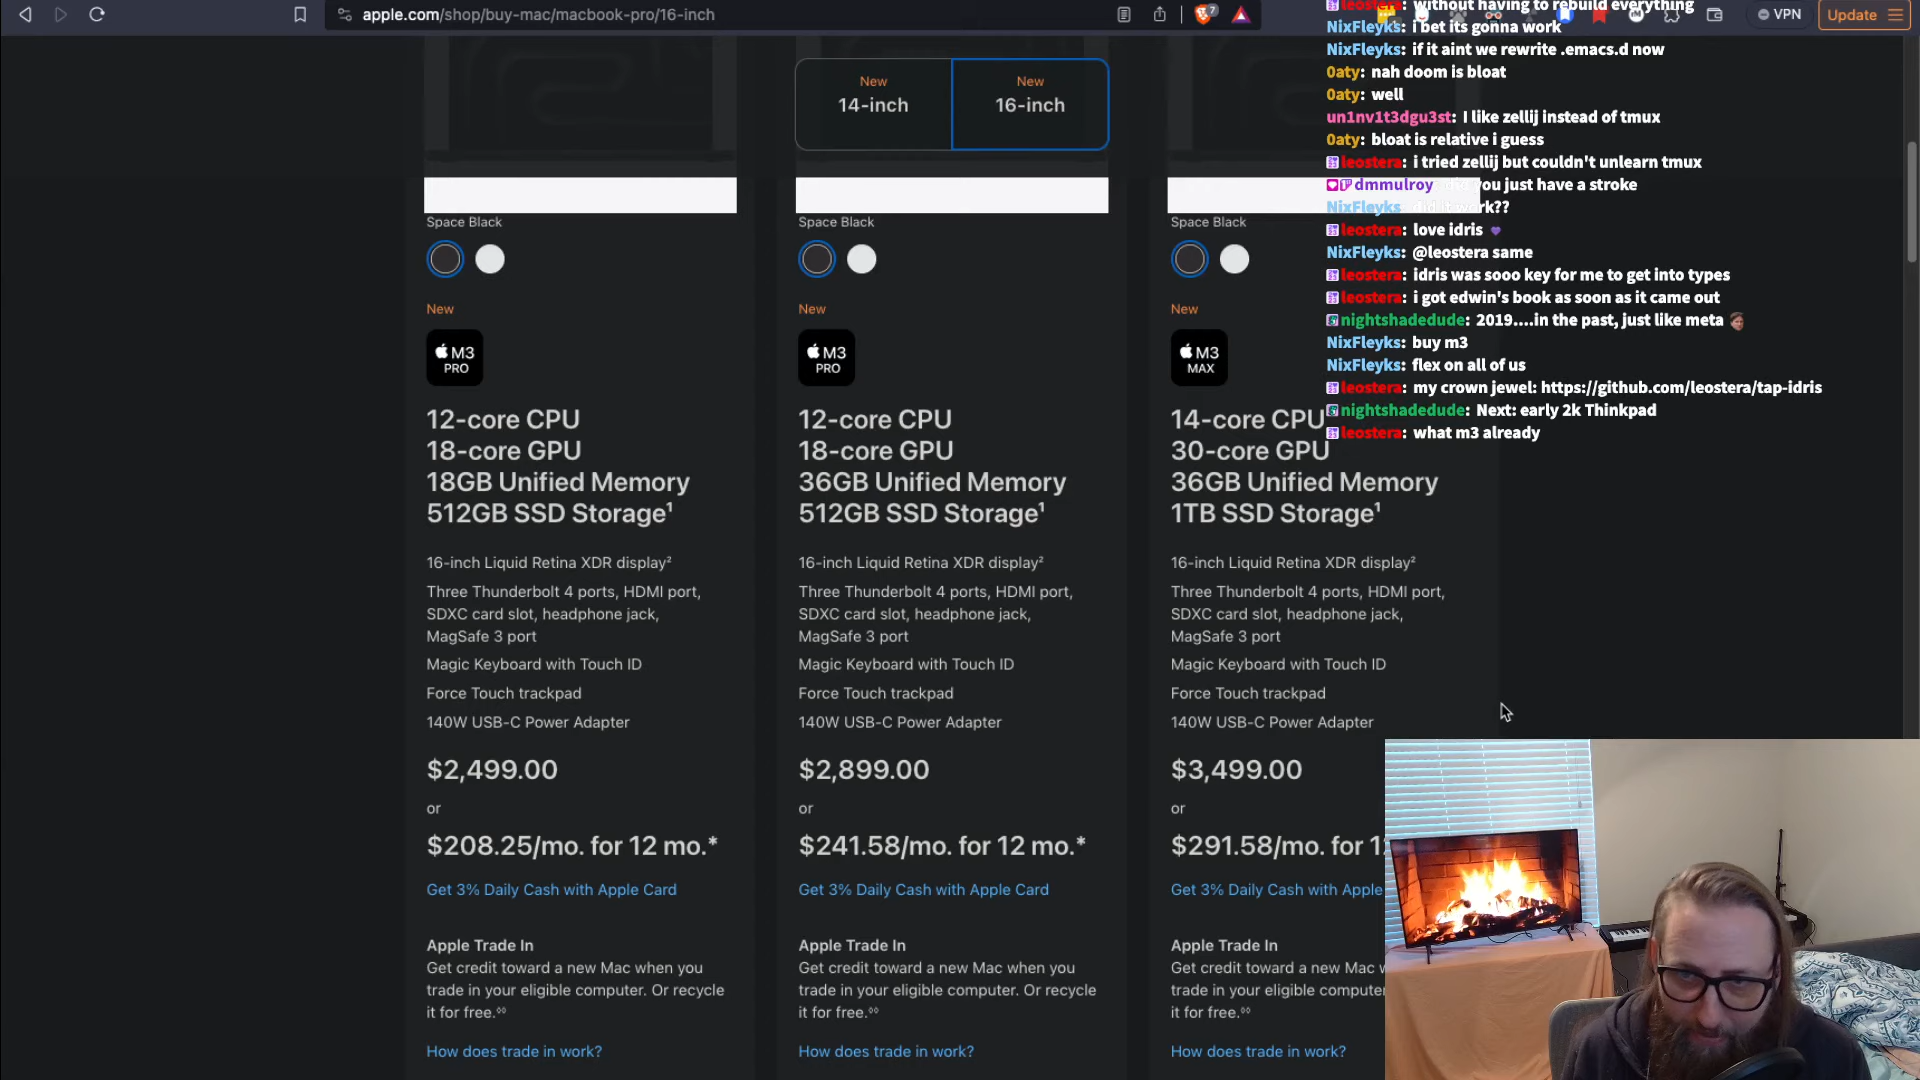 apple.com/shop/buy-mac/macbook-pro/16-inch
7
VPN
Update
New
14-inch
New
16-inch
Space Black
New
M3
PRO
12-core CPU
18-core GPU
18GB Unified Memory
512GB SSD Storage¹
16-inch Liquid Retina XDR display²
Three Thunderbolt 4 ports, HDMI port,
SDXC card slot, headphone jack,
MagSafe 3 port
Magic Keyboard with Touch ID
Force Touch trackpad
140W USB-C Power Adapter
$2,499.00
or
$208.25/mo. for 12 mo.*
Get 3% Daily Cash with Apple Card
Apple Trade In
Get credit toward a new Mac when you
trade in your eligible computer. Or recycle
it for free.◊◊
How does trade in work?
Space Black
New
M3
PRO
12-core CPU
18-core GPU
36GB Unified Memory
512GB SSD Storage¹
16-inch Liquid Retina XDR display²
Three Thunderbolt 4 ports, HDMI port,
SDXC card slot, headphone jack,
MagSafe 3 port
Magic Keyboard with Touch ID
Force Touch trackpad
140W USB-C Power Adapter
$2,899.00
or
$241.58/mo. for 12 mo.*
Get 3% Daily Cash with Apple Card
Apple Trade In
Get credit toward a new Mac when you
trade in your eligible computer. Or recycle
it for free.◊◊
How does trade in work?
Space Black
New
M3
MAX
14-core CPU
30-core GPU
36GB Unified Memory
1TB SSD Storage¹
16-inch Liquid Retina XDR display²
Three Thunderbolt 4 ports, HDMI port,
SDXC card slot, headphone jack,
MagSafe 3 port
Magic Keyboard with Touch ID
Force Touch trackpad
140W USB-C Power Adapter
$3,499.00
or
$291.58/mo. for
Get 3% Daily Cash with Apple
Apple Trade In
Get credit toward a new Mac
trade in your eligible computer
it for free.◊◊
How does trade in work?
leostera: without having to rebuild everything
NixFleyks: i bet its gonna work
NixFleyks: if it aint we rewrite .emacs.d now
0aty: nah doom is bloat
0aty: well
un1nv1t3dgu3st: I like zellij instead of tmux
0aty: bloat is relative i guess
leostera: i tried zellij but couldn't unlearn tmux
dmmulroy did you just have a stroke
NixFleyks: did it work??
leostera: love idris
NixFleyks: @leostera same
leostera: idris was sooo key for me to get into types
leostera: i got edwin's book as soon as it came out
nightshadedude: 2019....in the past, just like meta
NixFleyks: buy m3
NixFleyks: flex on all of us
leostera: my crown jewel: https://github.com/leostera/tap-idris
nightshadedude: Next: early 2k Thinkpad
leostera: what m3 already